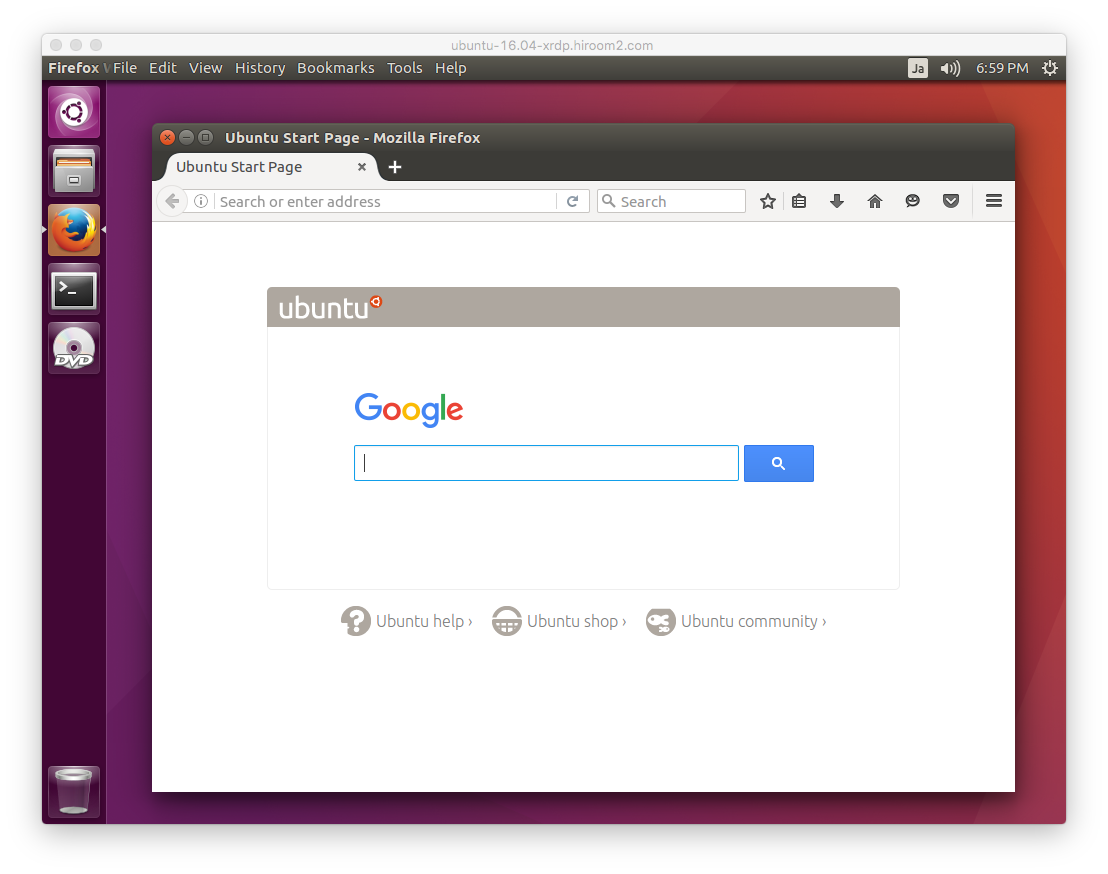 ubuntu-16.04-xrdp.hiroom2.com
Firefox W File Edit View History Bookmarks Tools Help Ja 6:59 PM
Ubuntu Start Page - Mozilla Firefox
Ubuntu Start Page
Search or enter address Search
ubuntu
Google
>_
DVD
Ubuntu help › Ubuntu shop › Ubuntu community ›